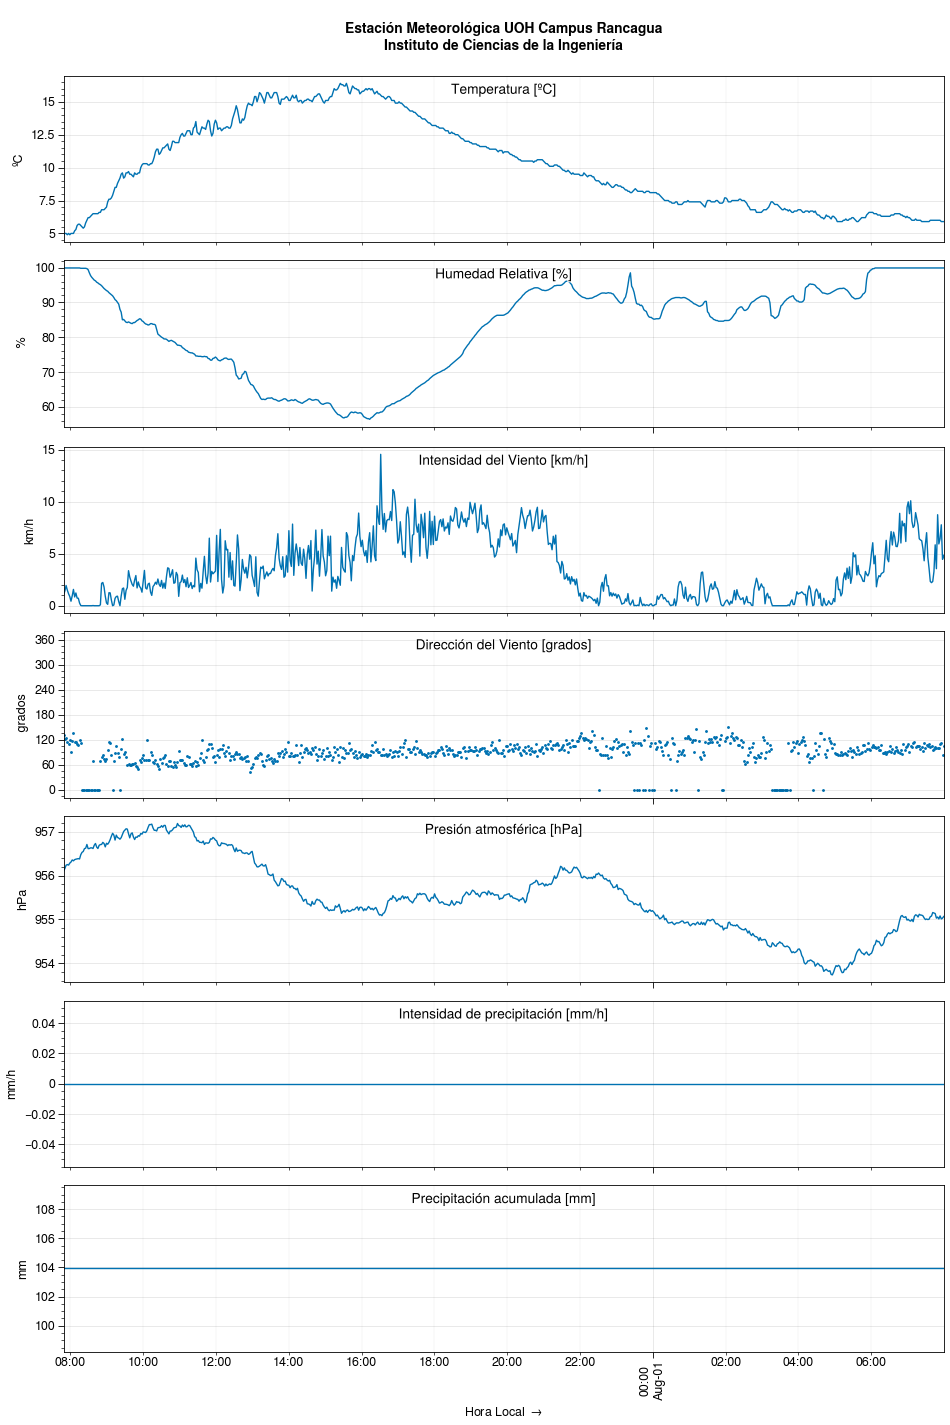 Estación Meteorológica UOH Campus Rancagua
Instituto de Ciencias de la Ingeniería
Temperatura [ºC]
ºC
15
12.5
10
7.5
5
Humedad Relativa [%]
%
100
90
80
70
60
Intensidad del Viento [km/h]
km/h
15
10
5
0
Dirección del Viento [grados]
grados
360
300
240
180
120
60
0
Presión atmosférica [hPa]
hPa
957
956
955
954
Intensidad de precipitación [mm/h]
mm/h
0.04
0.02
0
−0.02
−0.04
Precipitación acumulada [mm]
mm
108
106
104
102
100
08:00 10:00 12:00 14:00 16:00 18:00 20:00 22:00 00:00 02:00 04:00 06:00
Aug-01
Hora Local →